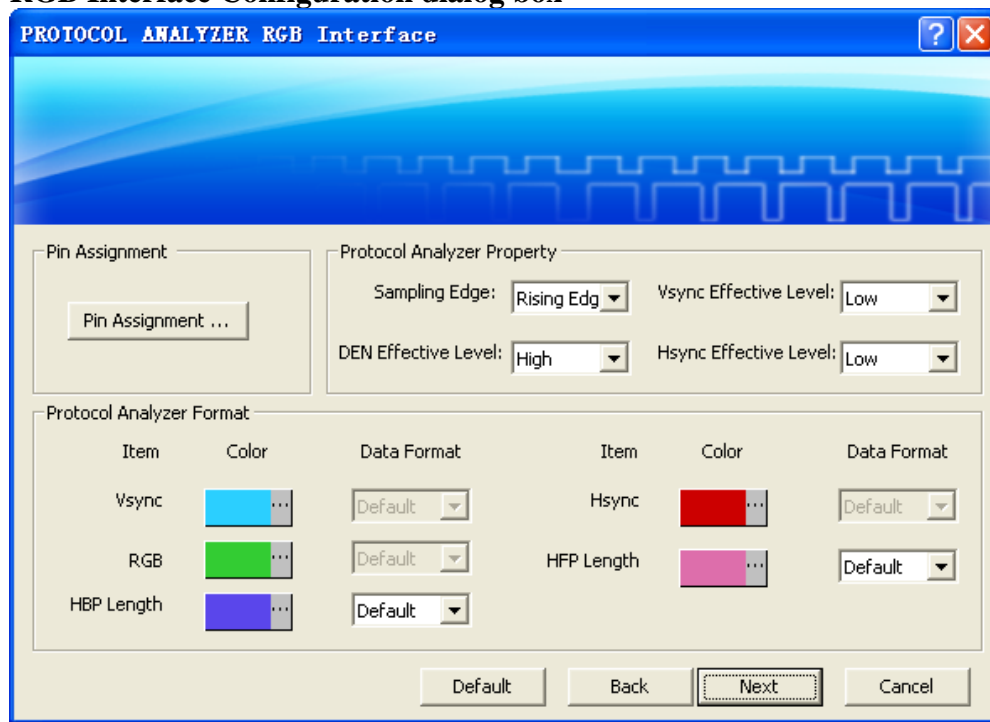 RGB Interface Configuration dialog box
PROTOCOL ANALYZER RGB Interface
Pin Assignment
Pin Assignment ...
Protocol Analyzer Property
Sampling Edge: Rising Edg
Vsync Effective Level: Low
DEN Effective Level: High
Hsync Effective Level: Low
Protocol Analyzer Format
Item Color Data Format Item Color Data Format
Vsync ... Default Hsync ... Default
RGB ... Default HFP Length ... Default
HBP Length ... Default
Default Back Next Cancel